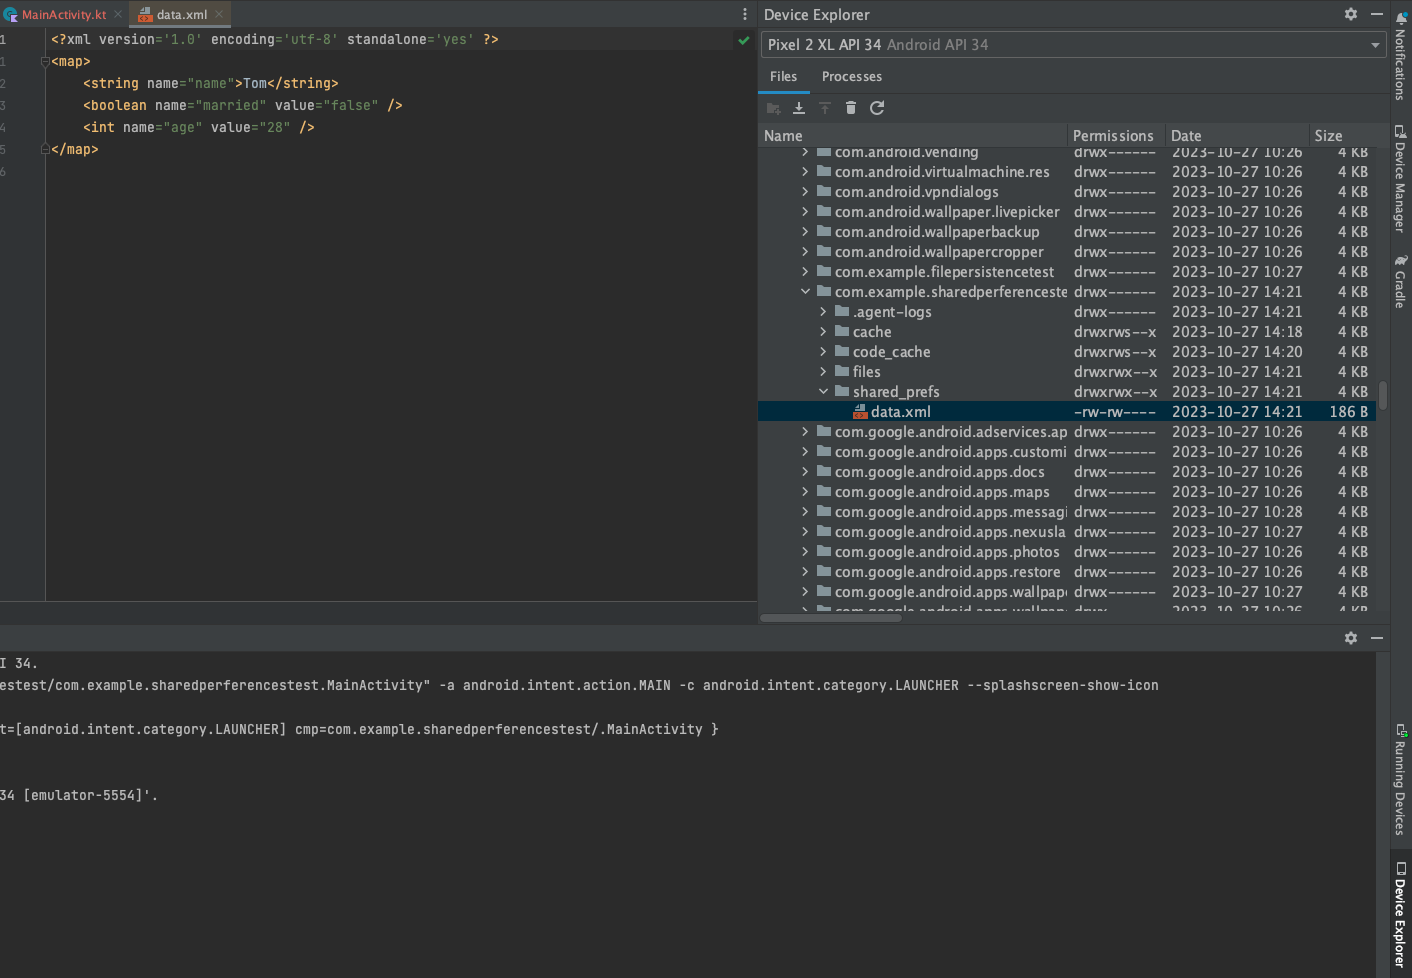 MainActivity.kt
data.xml
1 <?xml version='1.0' encoding='utf-8' standalone='yes' ?>
1 <map>
2 <string name="name">Tom</string>
3 <boolean name="married" value="false" />
4 <int name="age" value="28" />
5 </map>
6
Device Explorer
Pixel 2 XL API 34 Android API 34
Files Processes
Name Permissions Date Size
com.android.vending drwx------ 2023-10-27 10:26 4 KB
com.android.virtualmachine.res drwx------ 2023-10-27 10:26 4 KB
com.android.vpndialogs drwx------ 2023-10-27 10:26 4 KB
com.android.wallpaper.livepicker drwx------ 2023-10-27 10:26 4 KB
com.android.wallpaperbackup drwx------ 2023-10-27 10:26 4 KB
com.android.wallpapercropper drwx------ 2023-10-27 10:26 4 KB
com.example.filepersistencetest drwx------ 2023-10-27 10:27 4 KB
com.example.sharedperferenceste drwx------ 2023-10-27 14:21 4 KB
.agent-logs drwx------ 2023-10-27 14:21 4 KB
cache drwxrws--x 2023-10-27 14:18 4 KB
code_cache drwxrws--x 2023-10-27 14:20 4 KB
files drwxrwx--x 2023-10-27 14:21 4 KB
shared_prefs drwxrwx--x 2023-10-27 14:21 4 KB
data.xml -rw-rw---- 2023-10-27 14:21 186 B
com.google.android.adservices.ap drwx------ 2023-10-27 10:26 4 KB
com.google.android.apps.customi drwx------ 2023-10-27 10:26 4 KB
com.google.android.apps.docs drwx------ 2023-10-27 10:26 4 KB
com.google.android.apps.maps drwx------ 2023-10-27 10:26 4 KB
com.google.android.apps.messagi drwx------ 2023-10-27 10:28 4 KB
com.google.android.apps.nexusla drwx------ 2023-10-27 10:27 4 KB
com.google.android.apps.photos drwx------ 2023-10-27 10:26 4 KB
com.google.android.apps.restore drwx------ 2023-10-27 10:26 4 KB
com.google.android.apps.wallpape drwx------ 2023-10-27 10:27 4 KB
I 34.
estest/com.example.sharedperferencestest.MainActivity" -a android.intent.action.MAIN -c android.intent.category.LAUNCHER --splashscreen-show-icon
t=[android.intent.category.LAUNCHER] cmp=com.example.sharedperferencestest/.MainActivity }
34 [emulator-5554]'.
Notifications
Device Manager
Gradle
Running Devices
Device Explorer